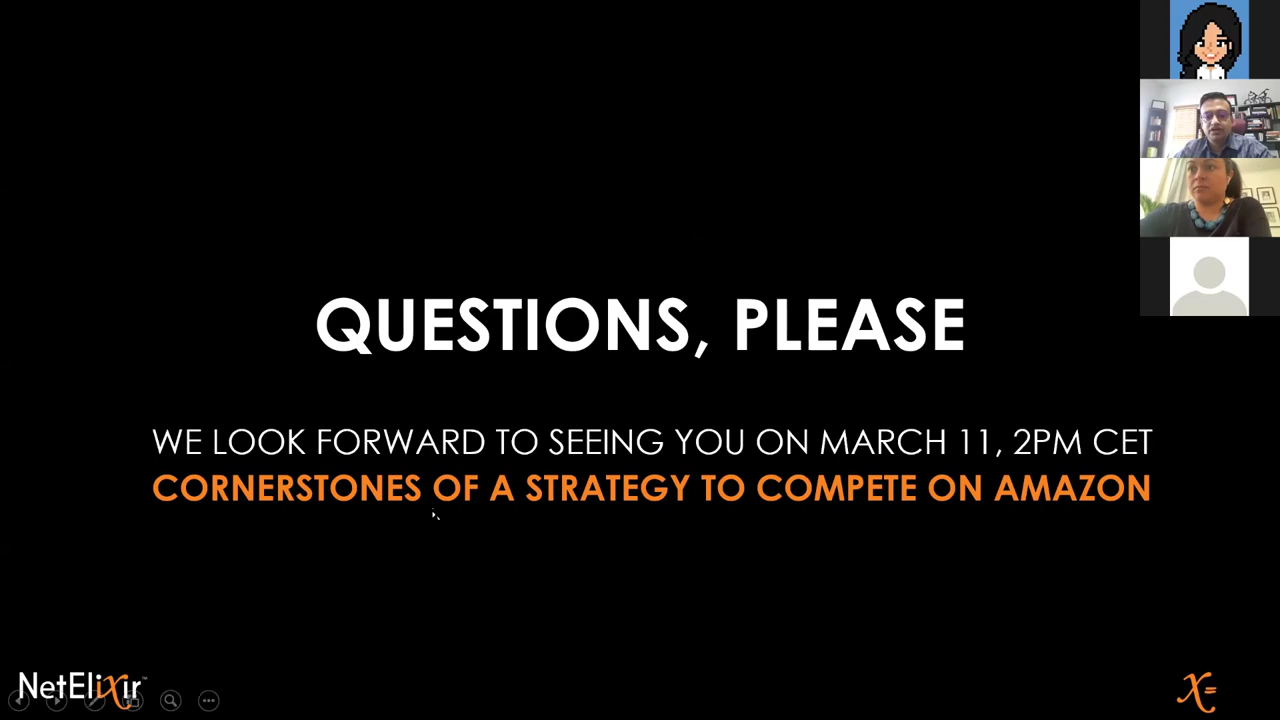 QUESTIONS, PLEASE
WE LOOK FORWARD TO SEEING YOU ON MARCH 11, 2PM CET
CORNERSTONES OF A STRATEGY TO COMPETE ON AMAZON
NetElixir™
X=